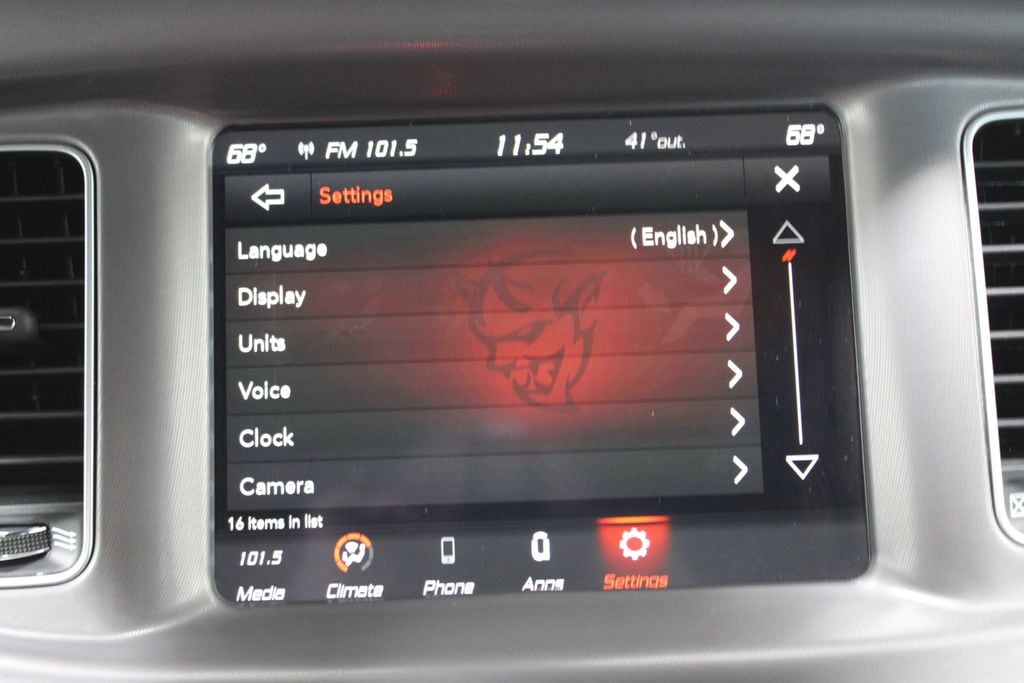 68° FM 101.5 11:54 41°out. 68°
Settings
Language (English)
Display
Units
Voice
Clock
Camera
16 Items in list
101.5
Media Climate Phone Apps Settings